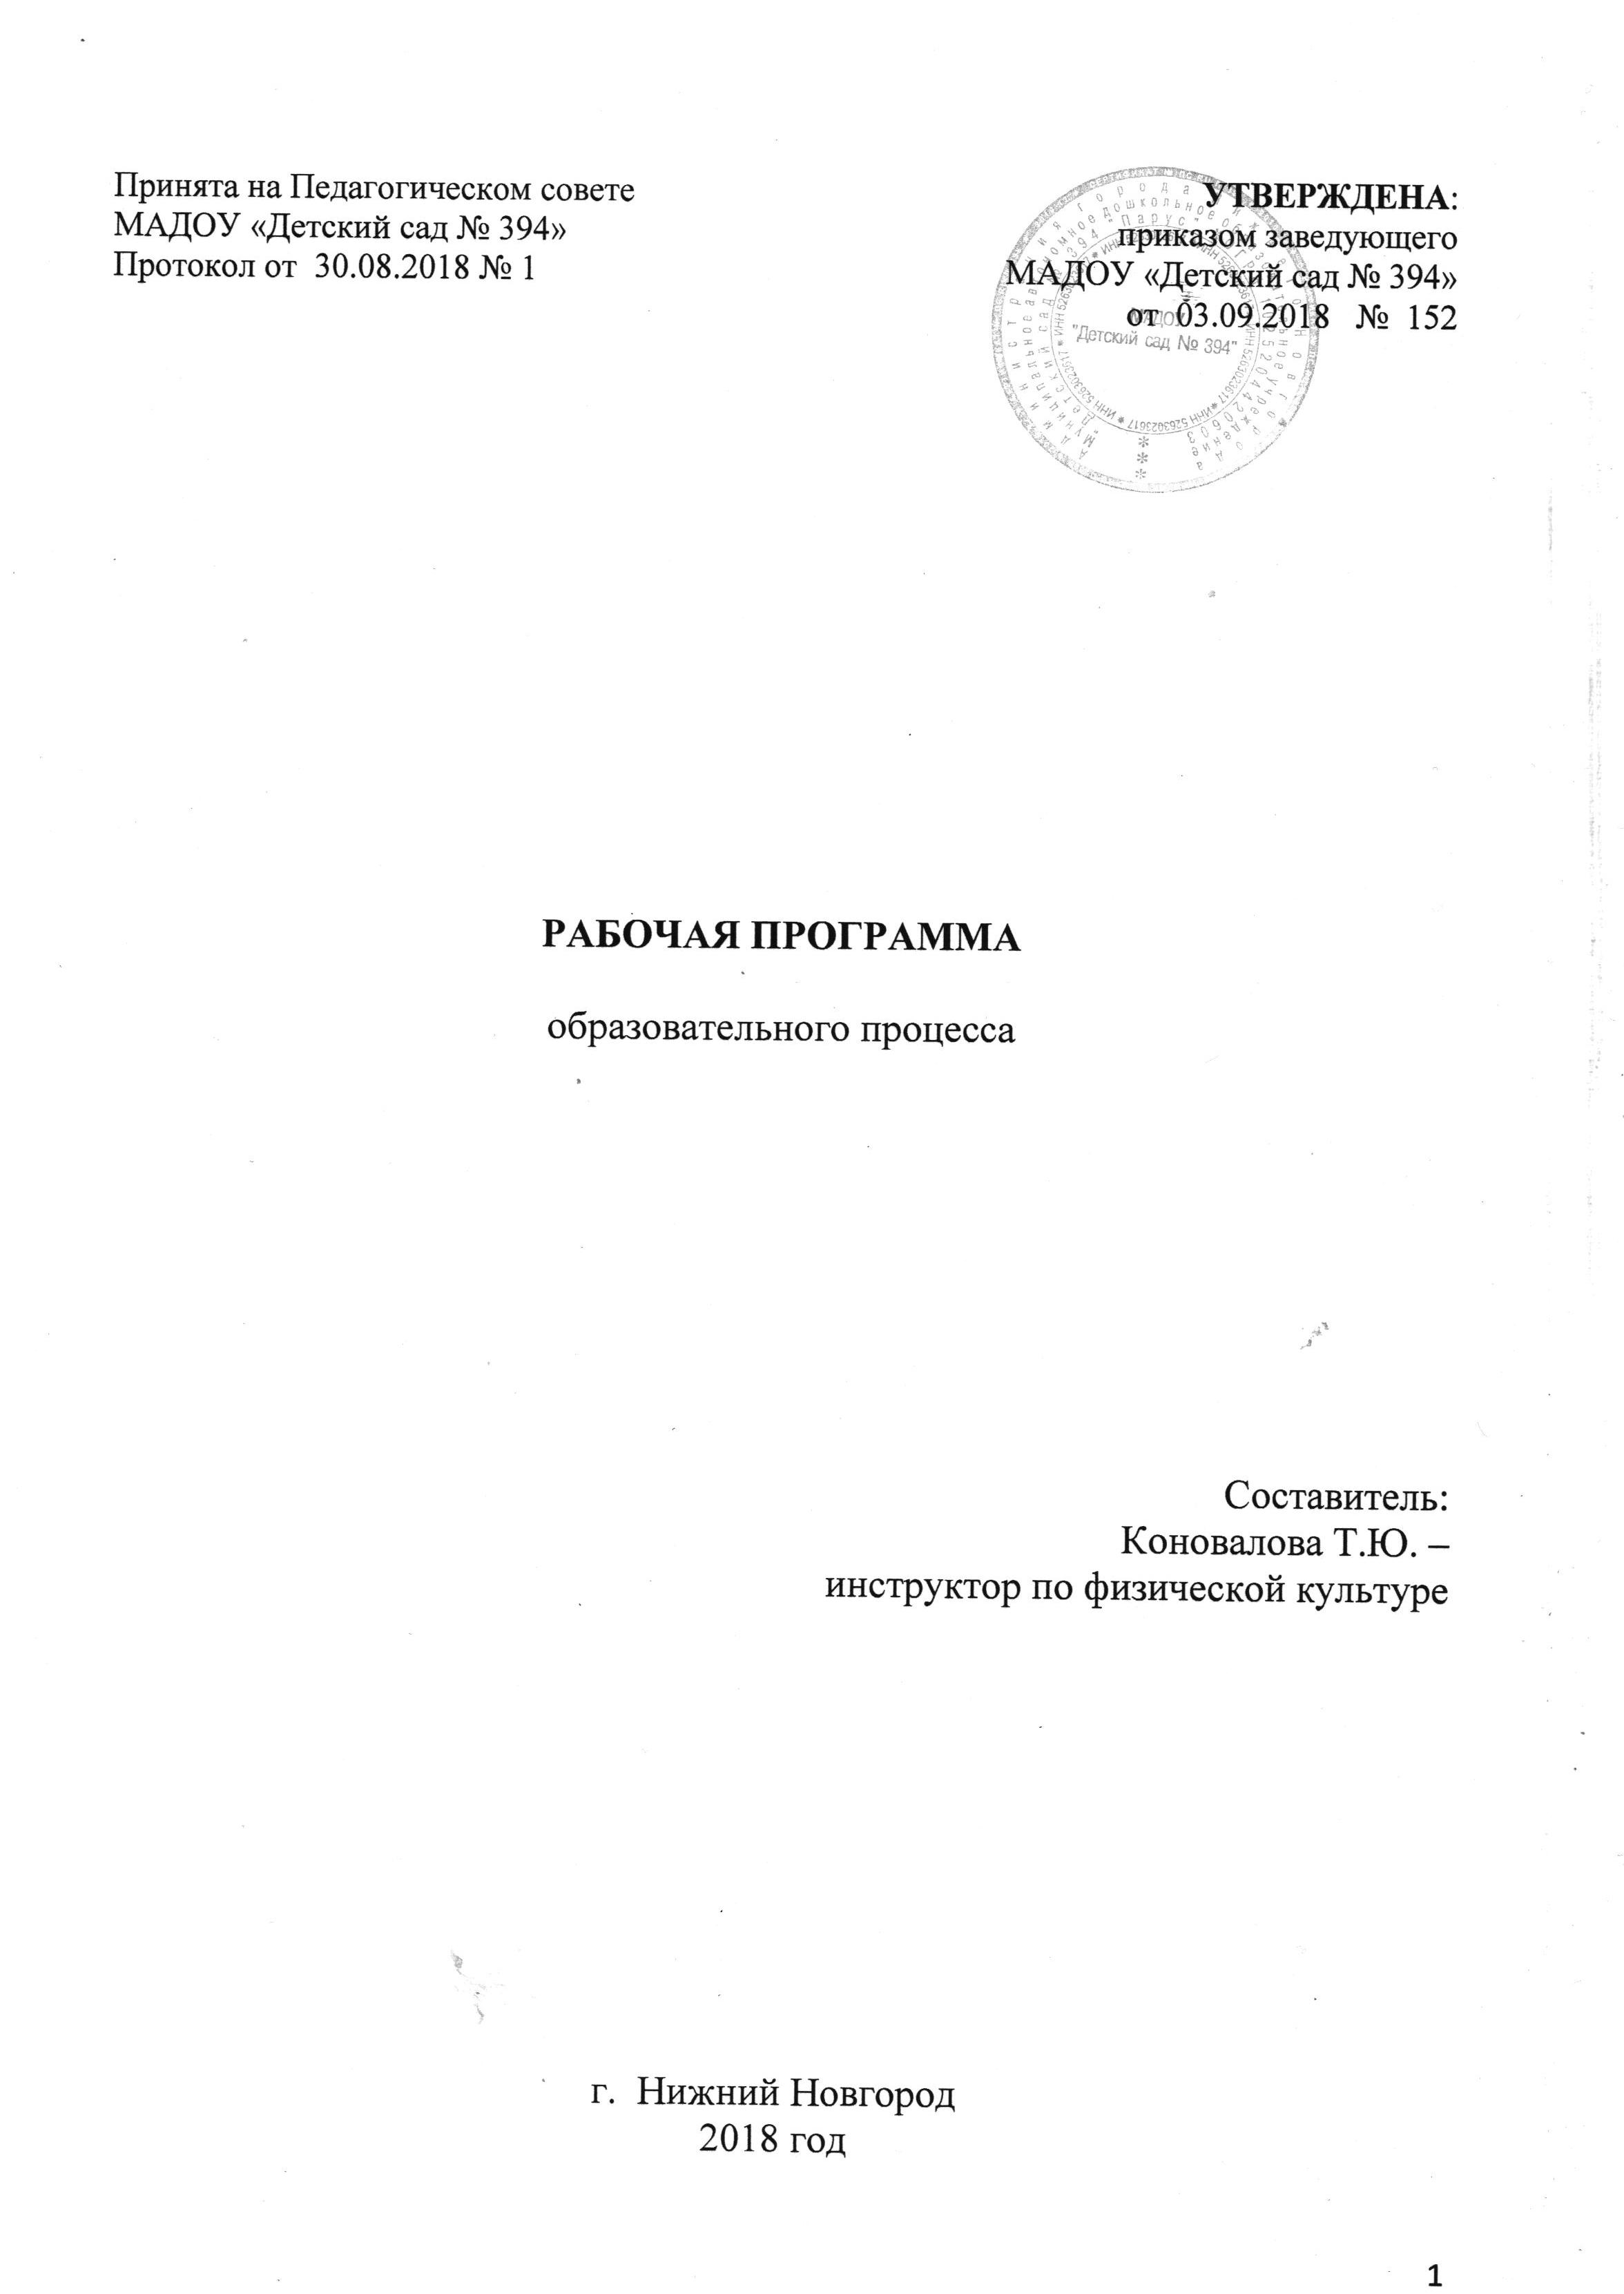 Принята на Педагогическом совете
МАДОУ «Детский сад № 394»
Протокол от 30.08.2018 № 1
УТВЕРЖДЕНА:
приказом заведующего
МАДОУ «Детский сад № 394»
от 03.09.2018 № 152
МАДОУ
"Детский сад № 394"
РАБОЧАЯ ПРОГРАММА
образовательного процесса
Составитель:
Коновалова Т.Ю. –
инструктор по физической культуре
г. Нижний Новгород
2018 год
1